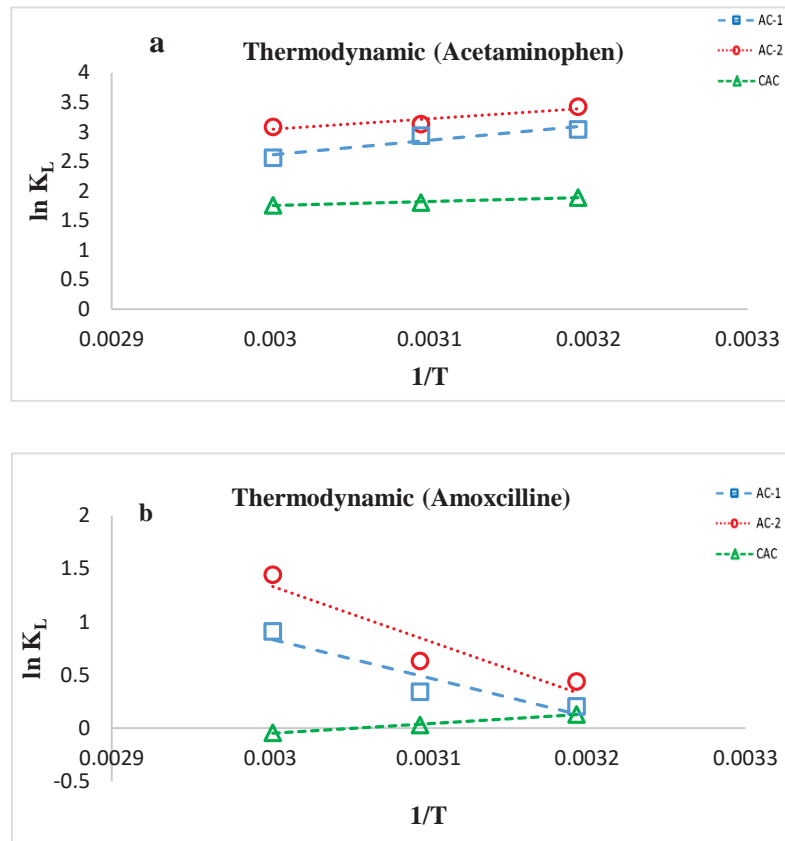 a
Thermodynamic (Acetaminophen)
AC-1
AC-2
CAC
4
3.5
3
2.5
2
1.5
1
0.5
0
ln KL
0.0029 0.003 0.0031 0.0032 0.0033
1/T
b
Thermodynamic (Amoxcilline)
AC-1
AC-2
CAC
2
1.5
1
0.5
0
-0.5
ln KL
0.0029 0.003 0.0031 0.0032 0.0033
1/T